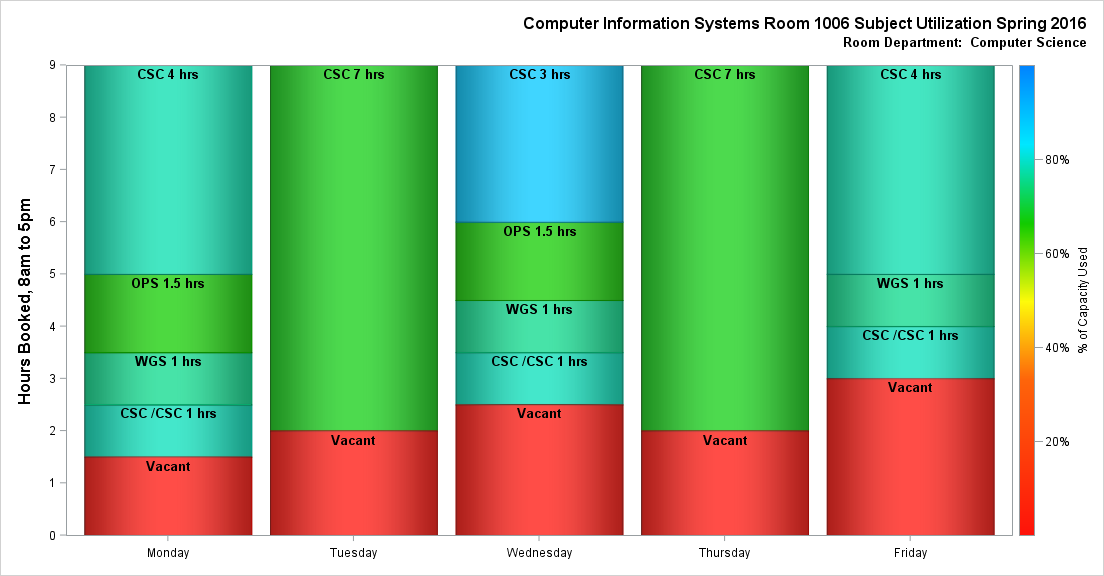 Computer Information Systems Room 1006 Subject Utilization Spring 2016
Room Department:  Computer Science
Hours Booked, 8am to 5pm
9
8
7
6
5
4
3
2
1
0
CSC 4 hrs
OPS 1.5 hrs
WGS 1 hrs
CSC /CSC 1 hrs
Vacant
CSC 7 hrs
Vacant
CSC 3 hrs
OPS 1.5 hrs
WGS 1 hrs
CSC /CSC 1 hrs
Vacant
CSC 7 hrs
Vacant
CSC 4 hrs
WGS 1 hrs
CSC /CSC 1 hrs
Vacant
Monday
Tuesday
Wednesday
Thursday
Friday
80%
60%
40%
20%
% of Capacity Used